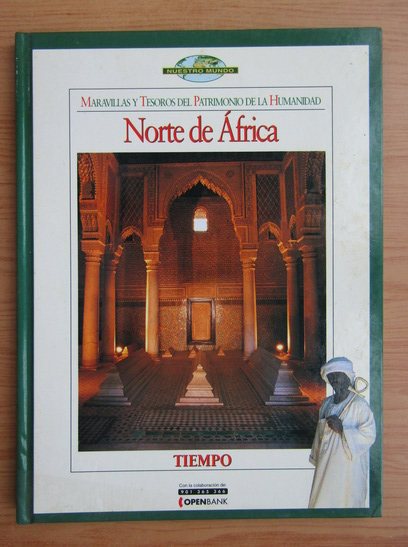 NUESTRO MUNDO
MARAVILLAS Y TESOROS DEL PATRIMONIO DE LA HUMANIDAD
Norte de África
TIEMPO
Con la colaboración de:
901 365 366
OPENBANK